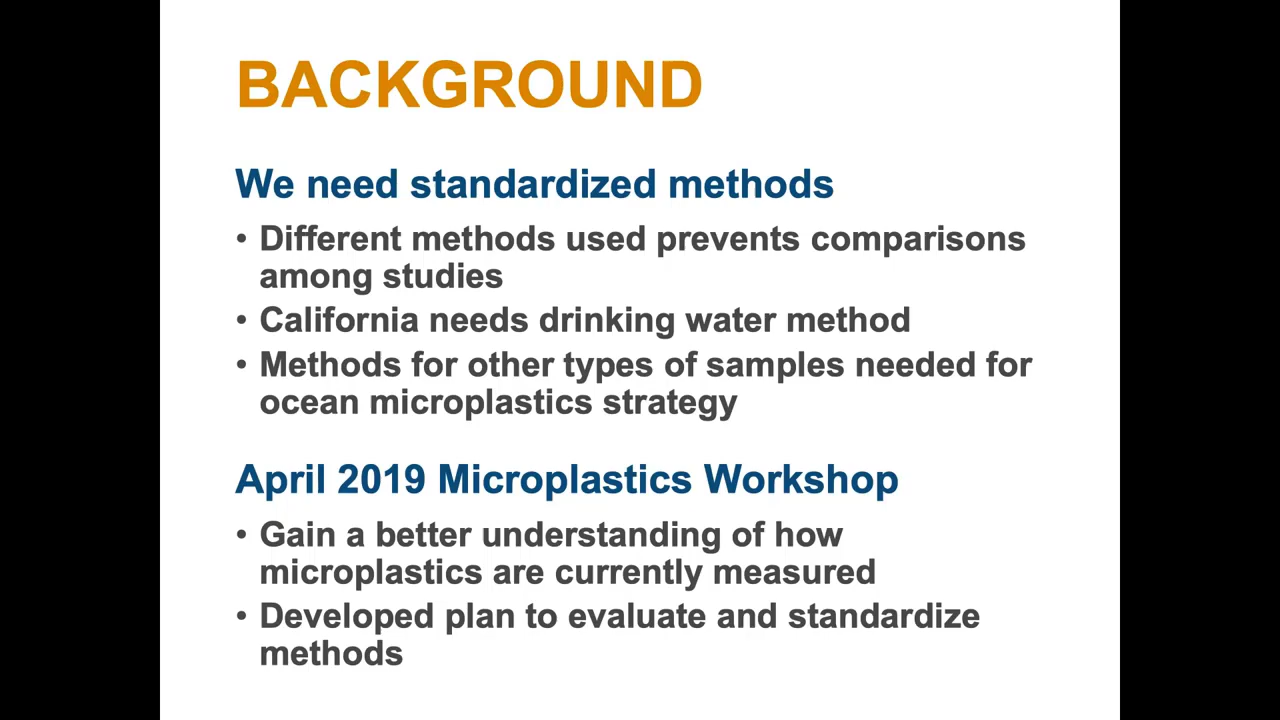 BACKGROUND
We need standardized methods
• Different methods used prevents comparisons
among studies
• California needs drinking water method
• Methods for other types of samples needed for
ocean microplastics strategy
April 2019 Microplastics Workshop
• Gain a better understanding of how
microplastics are currently measured
• Developed plan to evaluate and standardize
methods